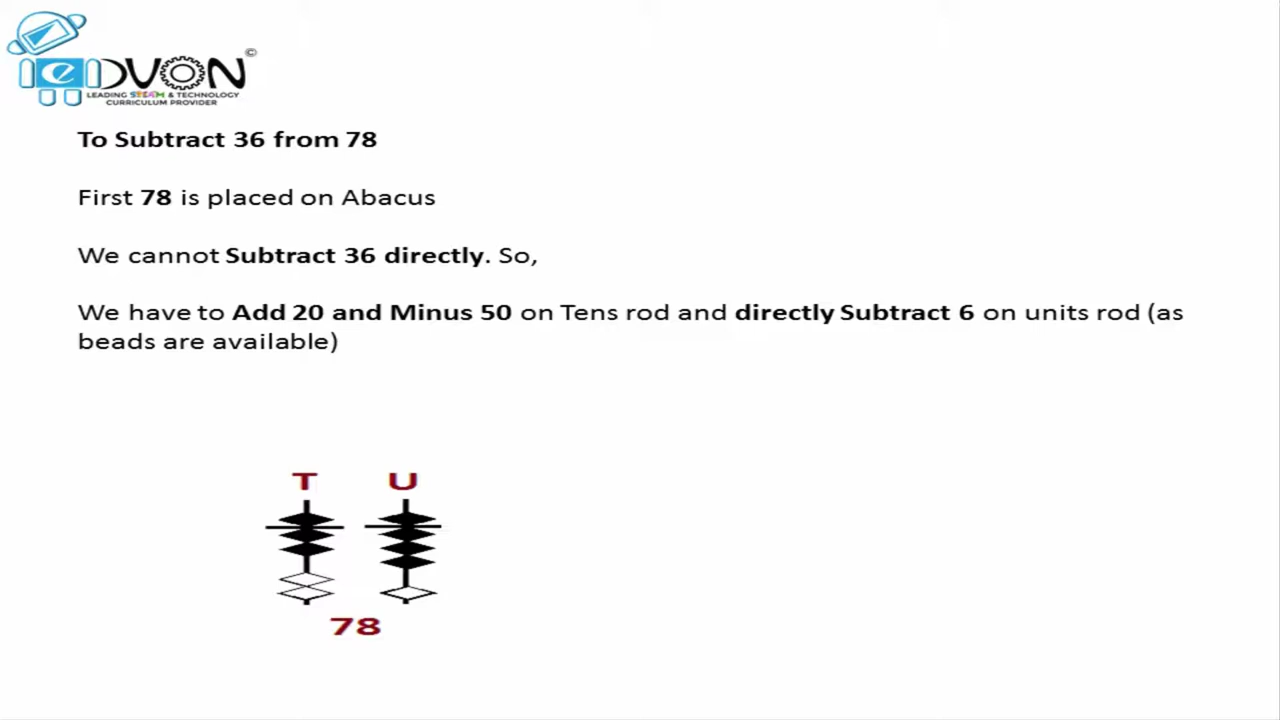 ©
eDVON
LEADING STEAM & TECHNOLOGY
CURRICULUM PROVIDER
To Subtract 36 from 78
First 78 is placed on Abacus
We cannot Subtract 36 directly. So,
We have to Add 20 and Minus 50 on Tens rod and directly Subtract 6 on units rod (as
beads are available)
T U
78